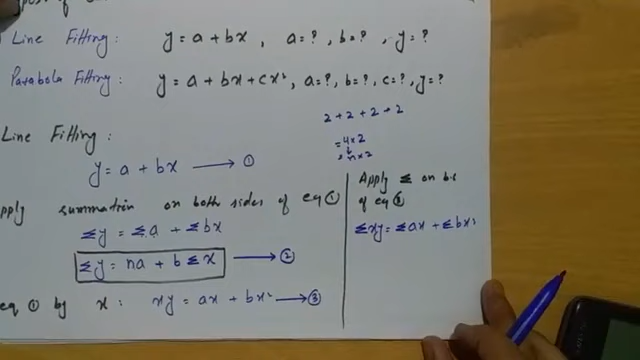 Line Fitting: y = a + bx , a = ? , b = ? , y = ?
Parabola Fitting: y = a + bx + cx² , a = ? , b = ? , c = ? , y = ?
2 + 2 + 2 + 2
= 4 x 2
= n x 2
Line Fitting:
y = a + bx → ①
summation on both sides of eq ①
≤y = ≤a + ≤bx
≤y = na + b ≤x → ②
eq ① by x: xy = ax + bx² → ③
Apply ≤ on b.s
of eq ③
≤xy = ≤ax + ≤bx²